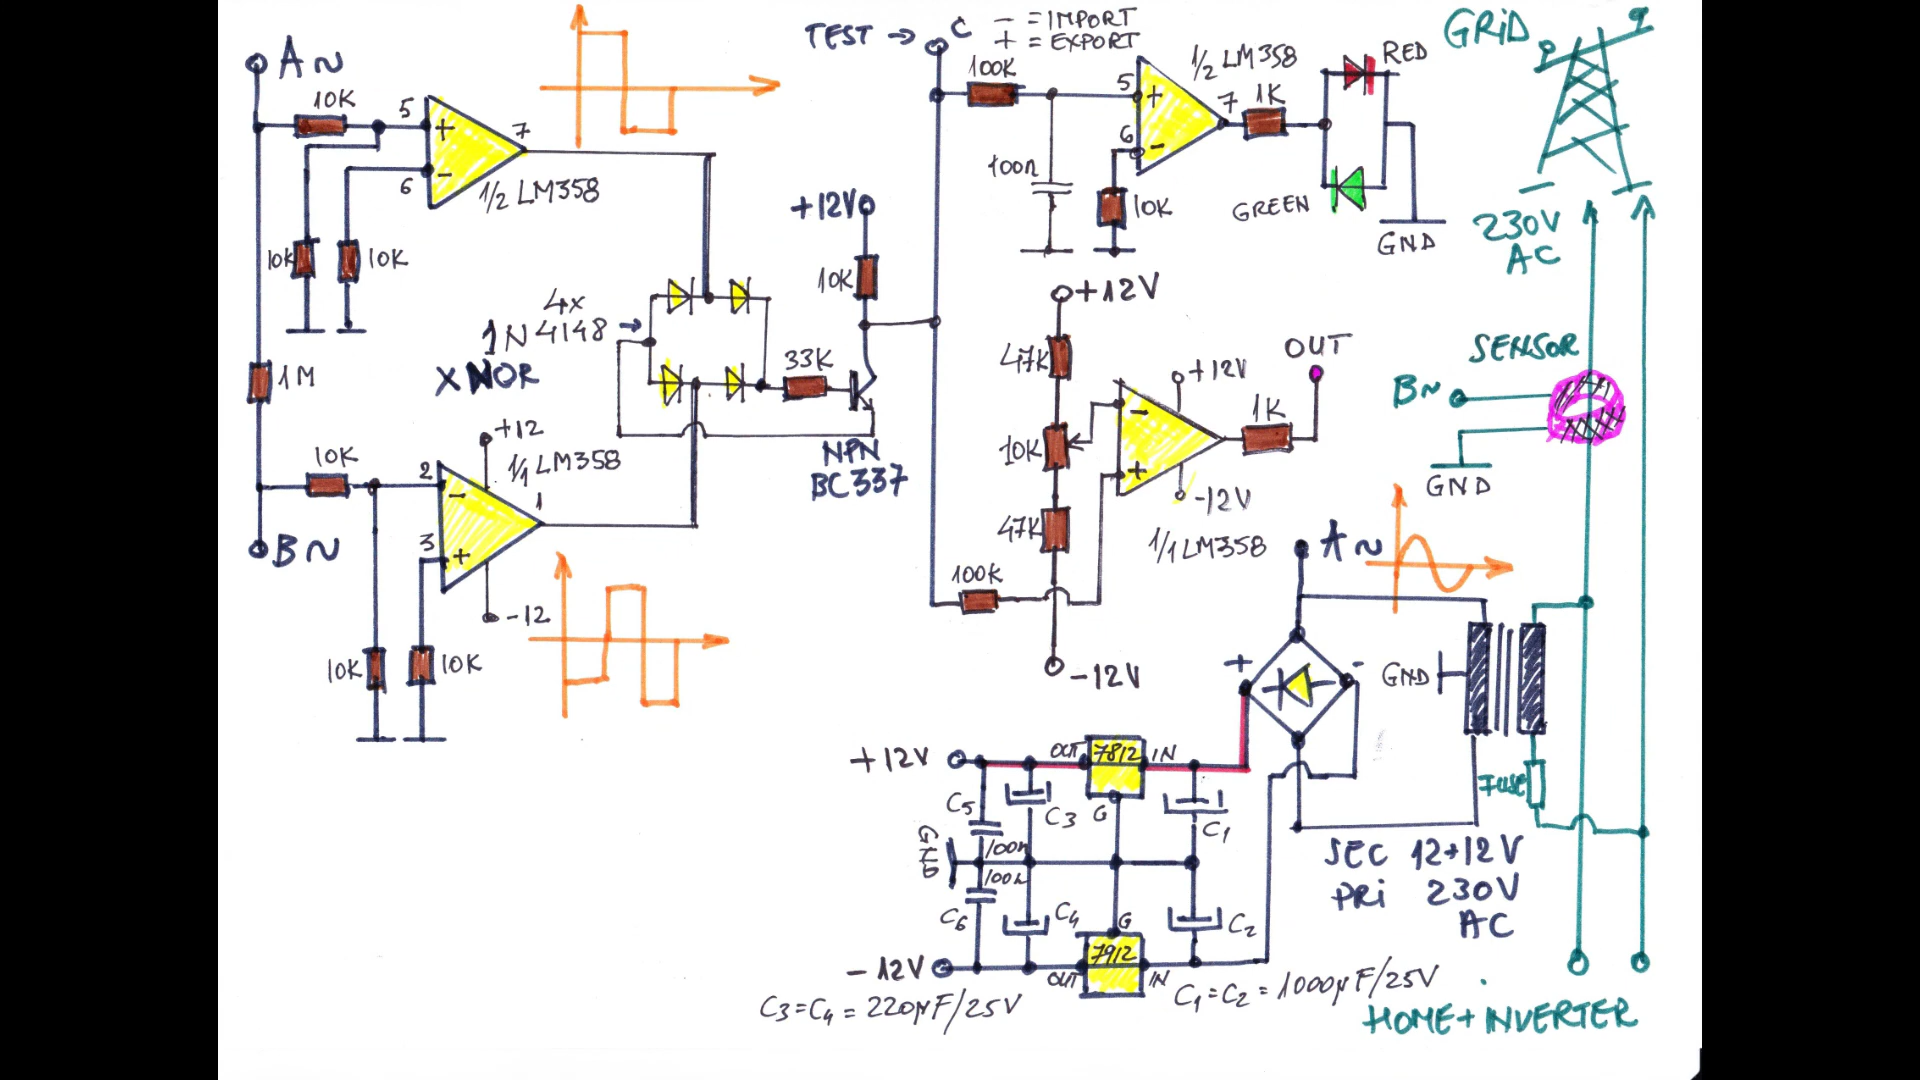 A~
10K
5
+
7
-
6
1/2 LM358
10K
10K
1M
4x
1N4148 →
XNOR
33K
+12V
10K
NPN
BC337
+12
1/1 LM358
10K
2
-
1
3
+
B~
-12
10K
10K
TEST →
C
- = IMPORT
+ = EXPORT
100K
5
+
1/2 LM358
7
1K
RED
6
-
100n
10K
GREEN
GND
+12V
47K
10K
47K
100K
-12V
-
+
+12V
-12V
1/1 LM358
1K
OUT
GRiD
230V
AC
SENSOR
B~
GND
A~
+
-
GND
Fuse
SEC 12+12V
PRi 230V
AC
+12V
OUT
7812
IN
C5
C3
G
C1
100n
GND
100n
C6
C4
G
C2
-12V
OUT
7912
IN
C3=C4=220µF/25V
C1=C2=1000µF/25V
HOME+iNVERTER